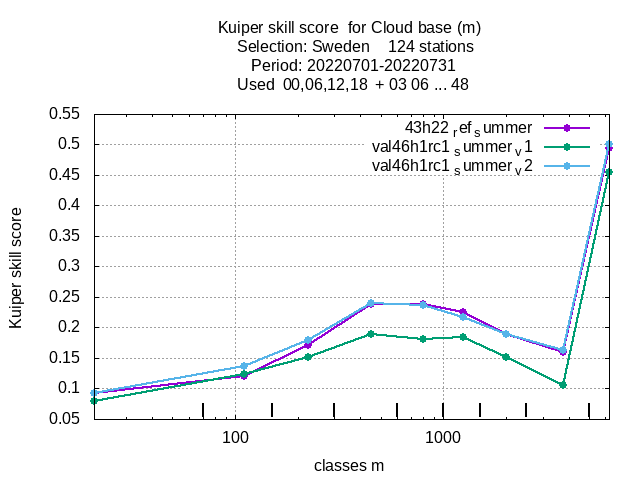 Kuiper skill score  for Cloud base (m)
Selection: Sweden    124 stations
Period: 20220701-20220731
Used  00,06,12,18  + 03 06 ... 48
43h22 ref summer
val46h1rc1 summer v1
val46h1rc1 summer v2
0.55
0.5
0.45
0.4
0.35
0.3
0.25
0.2
0.15
0.1
0.05
Kuiper skill score
100
1000
classes m